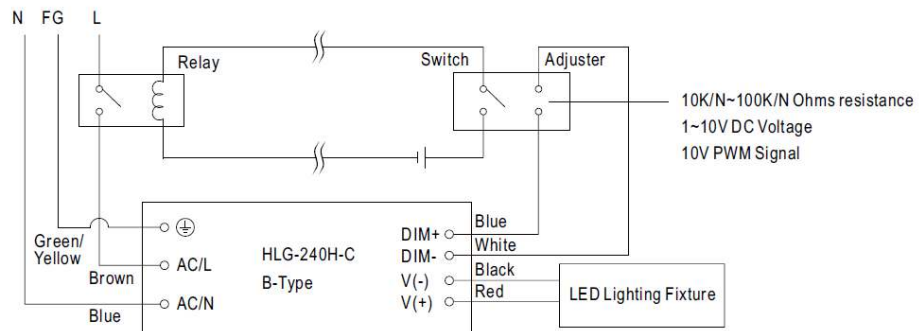 N FG L
Relay
Switch
Adjuster
10K/N~100K/N Ohms resistance
1~10V DC Voltage
10V PWM Signal
Green/
Yellow
Brown
Blue
AC/L
AC/N
HLG-240H-C
B-Type
DIM+
DIM-
V(-)
V(+)
Blue
White
Black
Red
LED Lighting Fixture